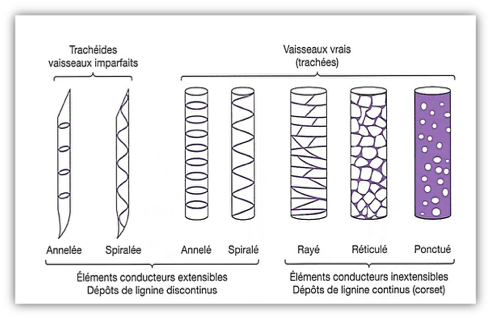 Trachéides
vaisseaux imparfaits
Vaisseaux vrais
(trachées)
Annelée
Spiralée
Annelé
Spiralé
Rayé
Réticulé
Ponctué
Éléments conducteurs extensibles
Dépôts de lignine discontinus
Éléments conducteurs inextensibles
Dépôts de lignine continus (corset)